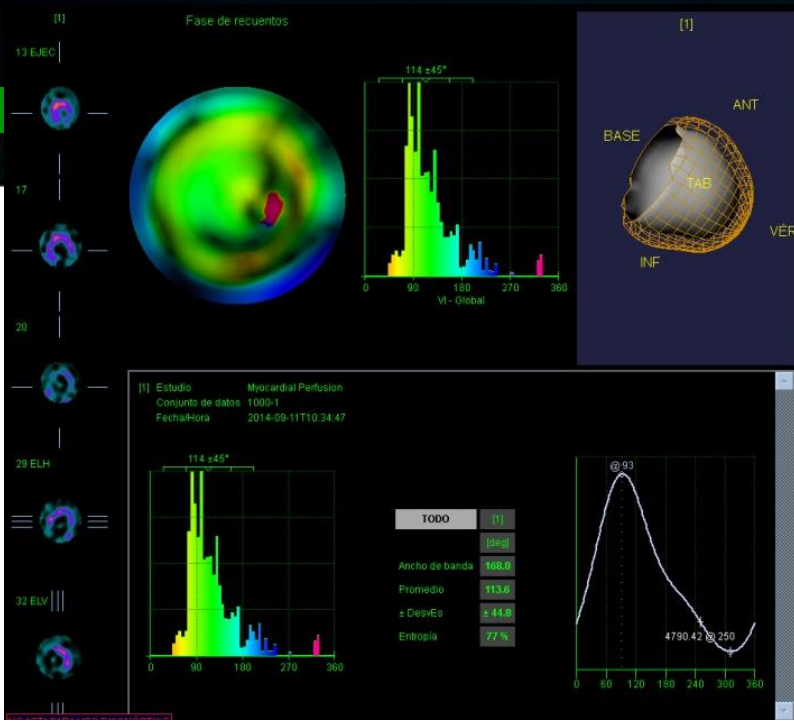 [1]
Fase de recuentos
[1]
13 EJEC
114 ±45°
ANT
BASE
TAB
17
VÉR
INF
0 90 180 270 360
VI - Global
20
[1] Estudio Myocardial Perfusion
Conjunto de datos 1000-1
Fecha/Hora 2014-09-11T10:34:47
29 ELH
114 ±45°
@ 93
TODO [1]
[deg]
Ancho de banda 168.0
Promedio 113.6
± DesvEs ± 44.8
Entropía 77 %
32 ELV
4790.42 @ 250
0 90 180 270 360
0 60 120 180 240 300 360